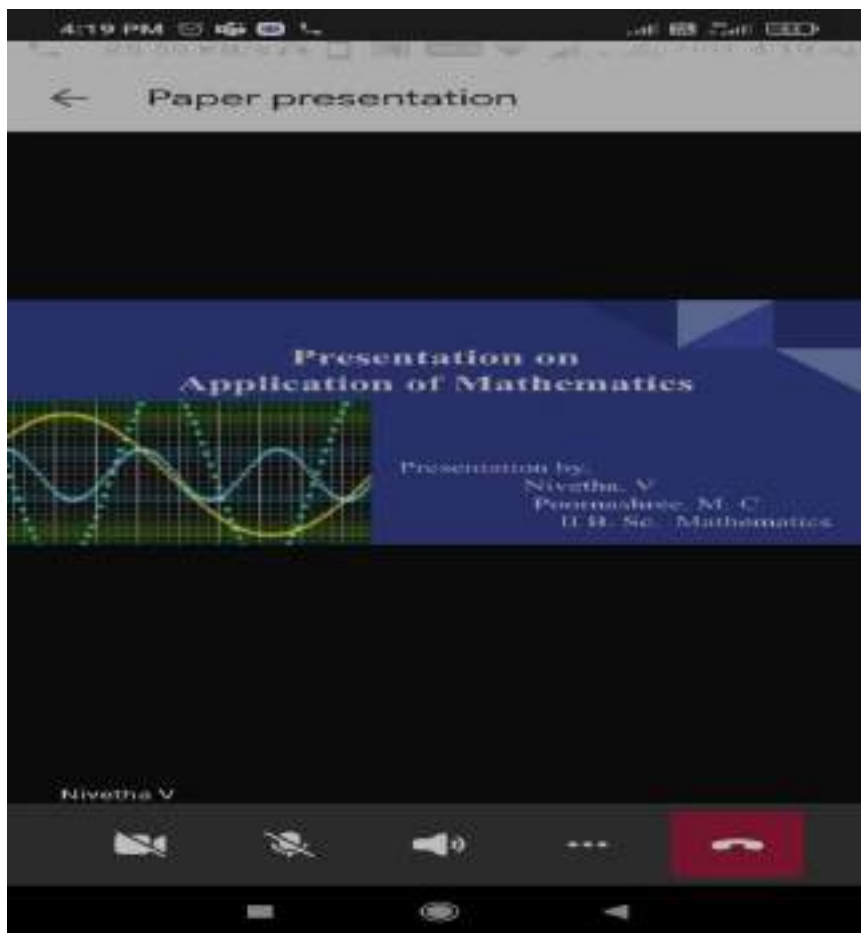 4:19 PM
Paper presentation
Presentation on
Application of Mathematics
Presentation by,
Nivetha. V
Poornashree. M. C
II B. Sc. Mathematics
Nivetha V